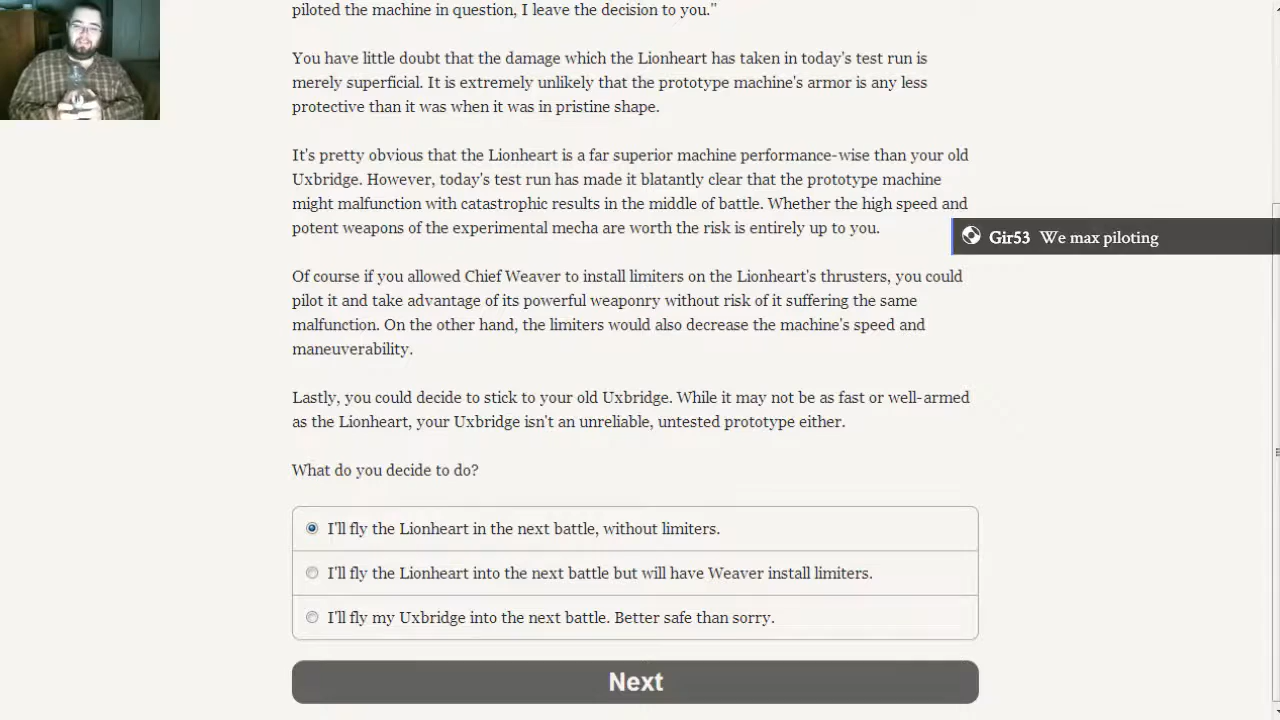 piloted the machine in question, I leave the decision to you."
You have little doubt that the damage which the Lionheart has taken in today's test run is
merely superficial. It is extremely unlikely that the prototype machine's armor is any less
protective than it was when it was in pristine shape.
It's pretty obvious that the Lionheart is a far superior machine performance-wise than your old
Uxbridge. However, today's test run has made it blatantly clear that the prototype machine
might malfunction with catastrophic results in the middle of battle. Whether the high speed and
potent weapons of the experimental mecha are worth the risk is entirely up to you.
Gir53 We max piloting
Of course if you allowed Chief Weaver to install limiters on the Lionheart's thrusters, you could
pilot it and take advantage of its powerful weaponry without risk of it suffering the same
malfunction. On the other hand, the limiters would also decrease the machine's speed and
maneuverability.
Lastly, you could decide to stick to your old Uxbridge. While it may not be as fast or well-armed
as the Lionheart, your Uxbridge isn't an unreliable, untested prototype either.
What do you decide to do?
I'll fly the Lionheart in the next battle, without limiters.
I'll fly the Lionheart into the next battle but will have Weaver install limiters.
I'll fly my Uxbridge into the next battle. Better safe than sorry.
Next